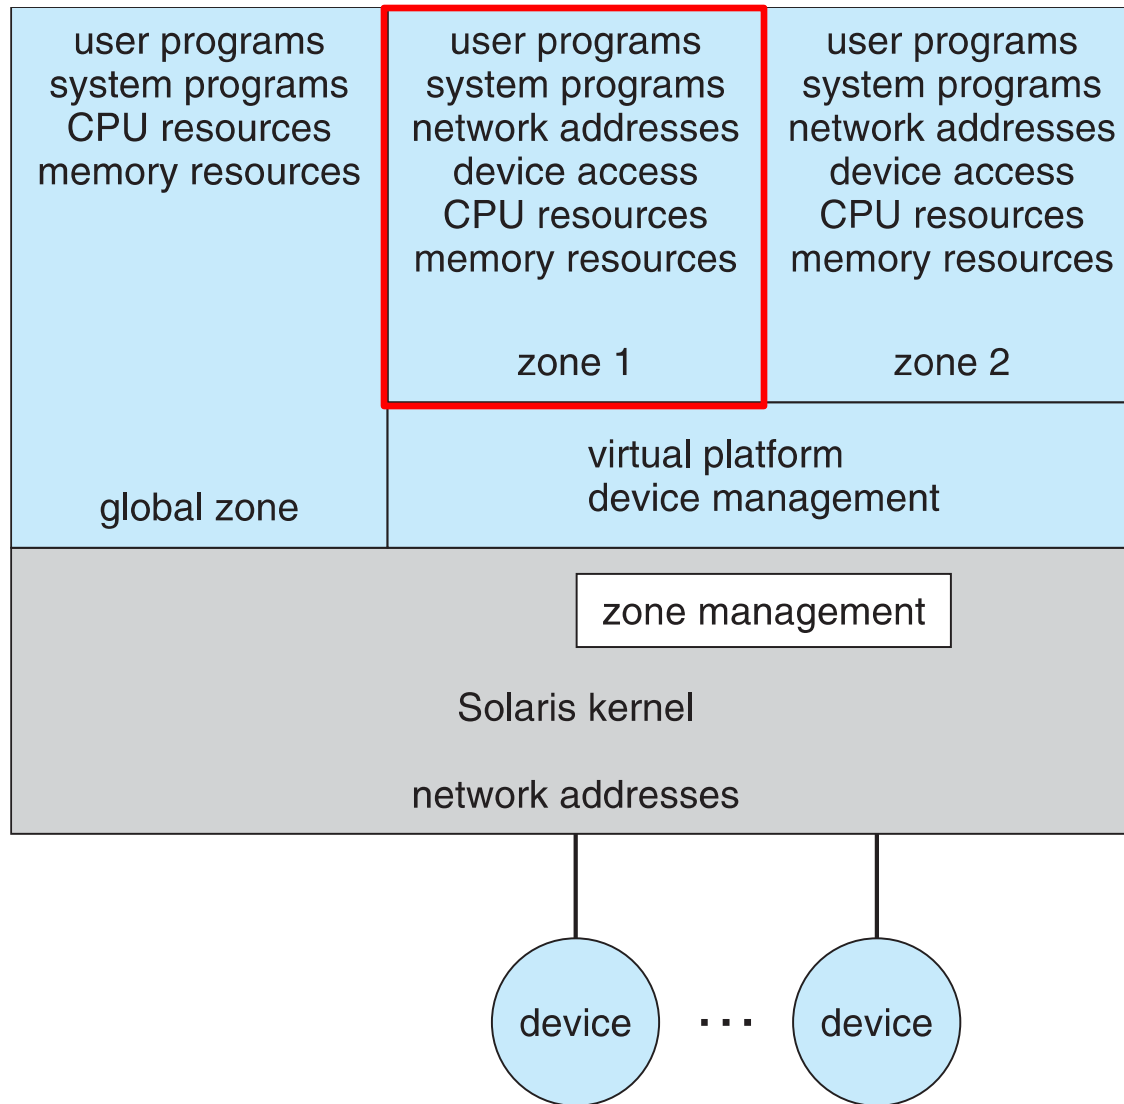 user programs
system programs
CPU resources
memory resources
global zone
user programs
system programs
network addresses
device access
CPU resources
memory resources
zone 1
user programs
system programs
network addresses
device access
CPU resources
memory resources
zone 2
virtual platform
device management
zone management
Solaris kernel
network addresses
device
...
device